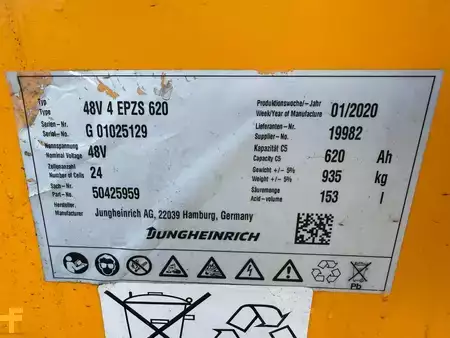 Typ
Type 48V 4 EPZS 620
Serien - Nr.
Serial-No. G 01025129
Nennspannung
Nominal Voltage 48V
Zellenanzahl
Number of Cells 24
Sach- Nr.
Part-No. 50425959
Hersteller
Manufacturer Jungheinrich AG, 22039 Hamburg, Germany
Produktionswoche/- Jahr
Week/Year of Manufacture 01/2020
Lieferanten - Nr.
Supplier-No. 19982
Kapazität C5
Capacity C5 620 Ah
Gewicht +/- 5%
Weight +/- 5% 935 kg
Säuremenge
Acid - volume 153 l
JUNGHEINRICH
Pb
F